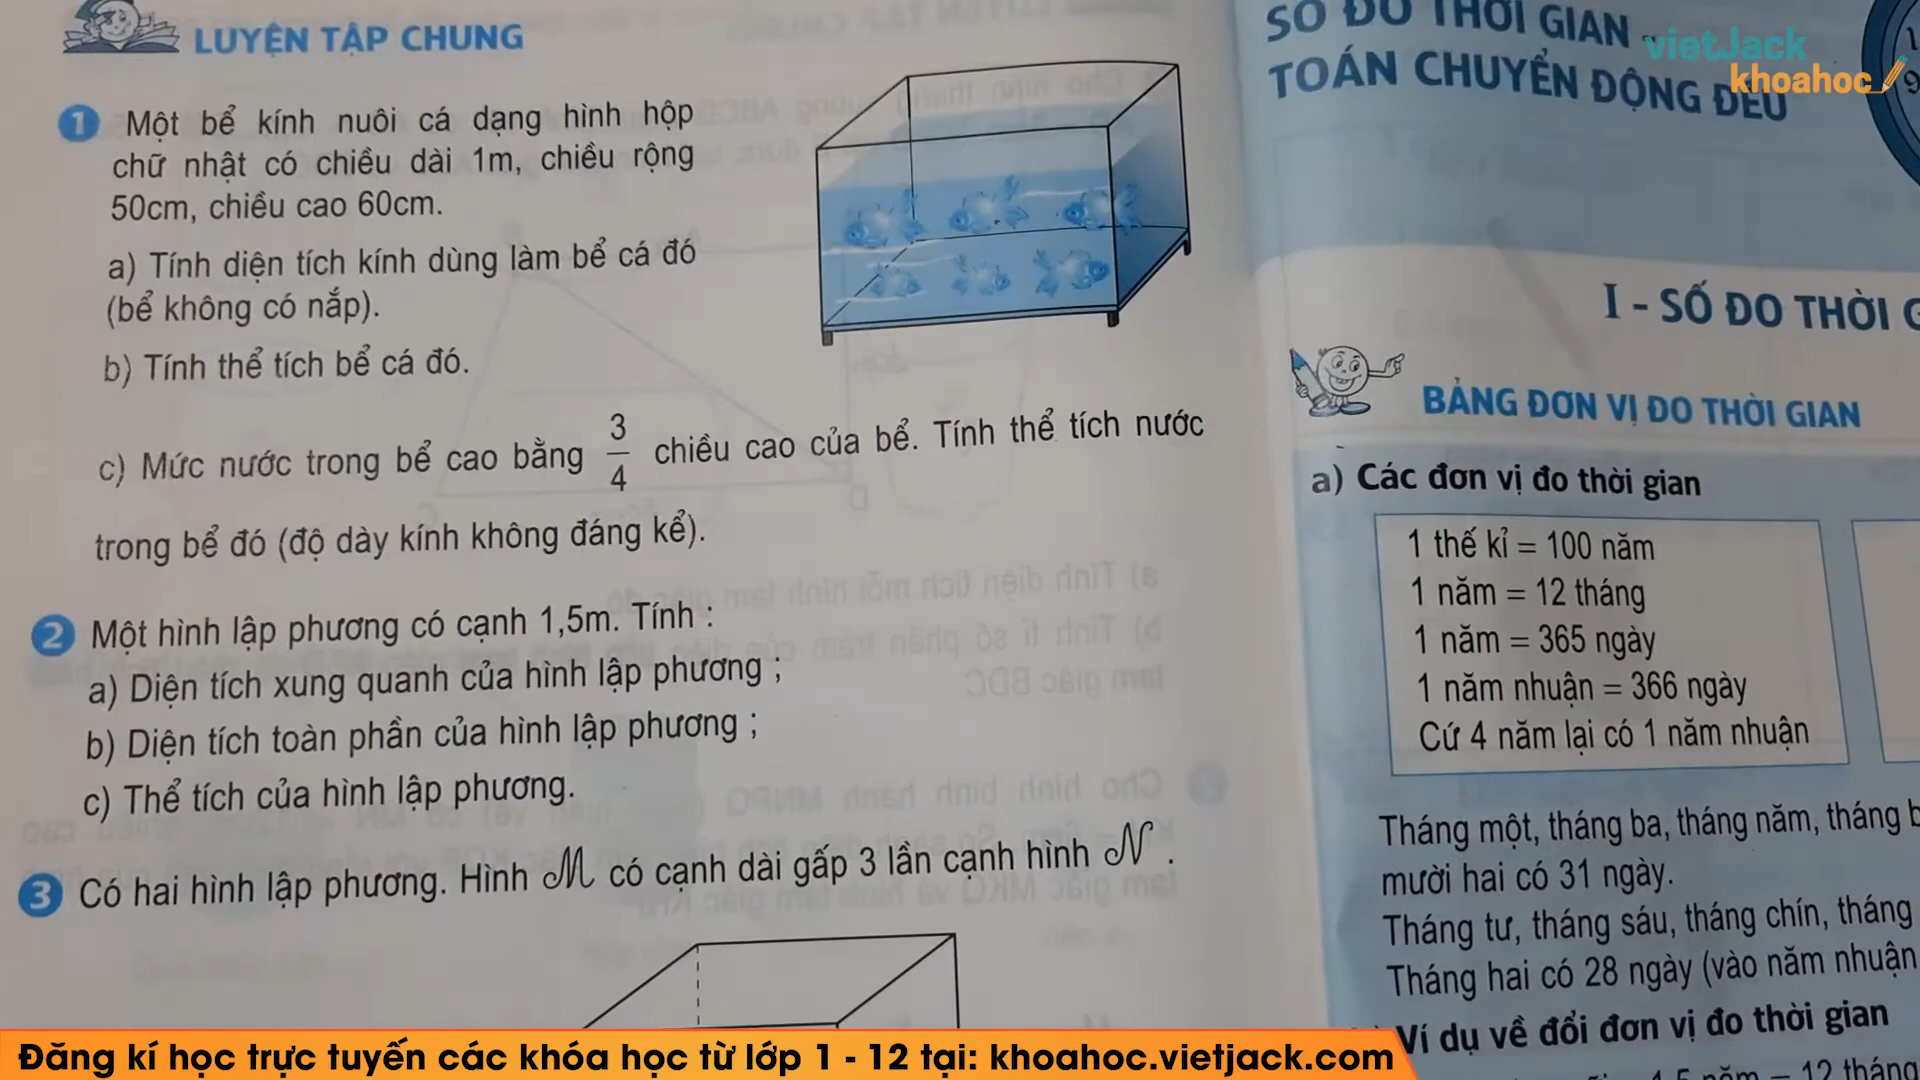 LUYỆN TẬP CHUNG
1 Một bể kính nuôi cá dạng hình hộp
chữ nhật có chiều dài 1m, chiều rộng
50cm, chiều cao 60cm.
a) Tính diện tích kính dùng làm bể cá đó
(bể không có nắp).
b) Tính thể tích bể cá đó.
c) Mức nước trong bể cao bằng 3/4 chiều cao của bể. Tính thể tích nước
trong bể đó (độ dày kính không đáng kể).
2 Một hình lập phương có cạnh 1,5m. Tính :
a) Diện tích xung quanh của hình lập phương ;
b) Diện tích toàn phần của hình lập phương ;
c) Thể tích của hình lập phương.
3 Có hai hình lập phương. Hình M có cạnh dài gấp 3 lần cạnh hình N .
SỐ ĐO THỜI GIAN
TOÁN CHUYỂN ĐỘNG ĐỀU
vietJack
khoahoc
I - SỐ ĐO THỜI G
BẢNG ĐƠN VỊ ĐO THỜI GIAN
a) Các đơn vị đo thời gian
1 thế kỉ = 100 năm
1 năm = 12 tháng
1 năm = 365 ngày
1 năm nhuận = 366 ngày
Cứ 4 năm lại có 1 năm nhuận
Tháng một, tháng ba, tháng năm, tháng b
mười hai có 31 ngày.
Tháng tư, tháng sáu, tháng chín, tháng
Tháng hai có 28 ngày (vào năm nhuận
Ví dụ về đổi đơn vị đo thời gian
1,5 năm = 12 tháng
Đăng kí học trực tuyến các khóa học từ lớp 1 - 12 tại: khoahoc.vietjack.com